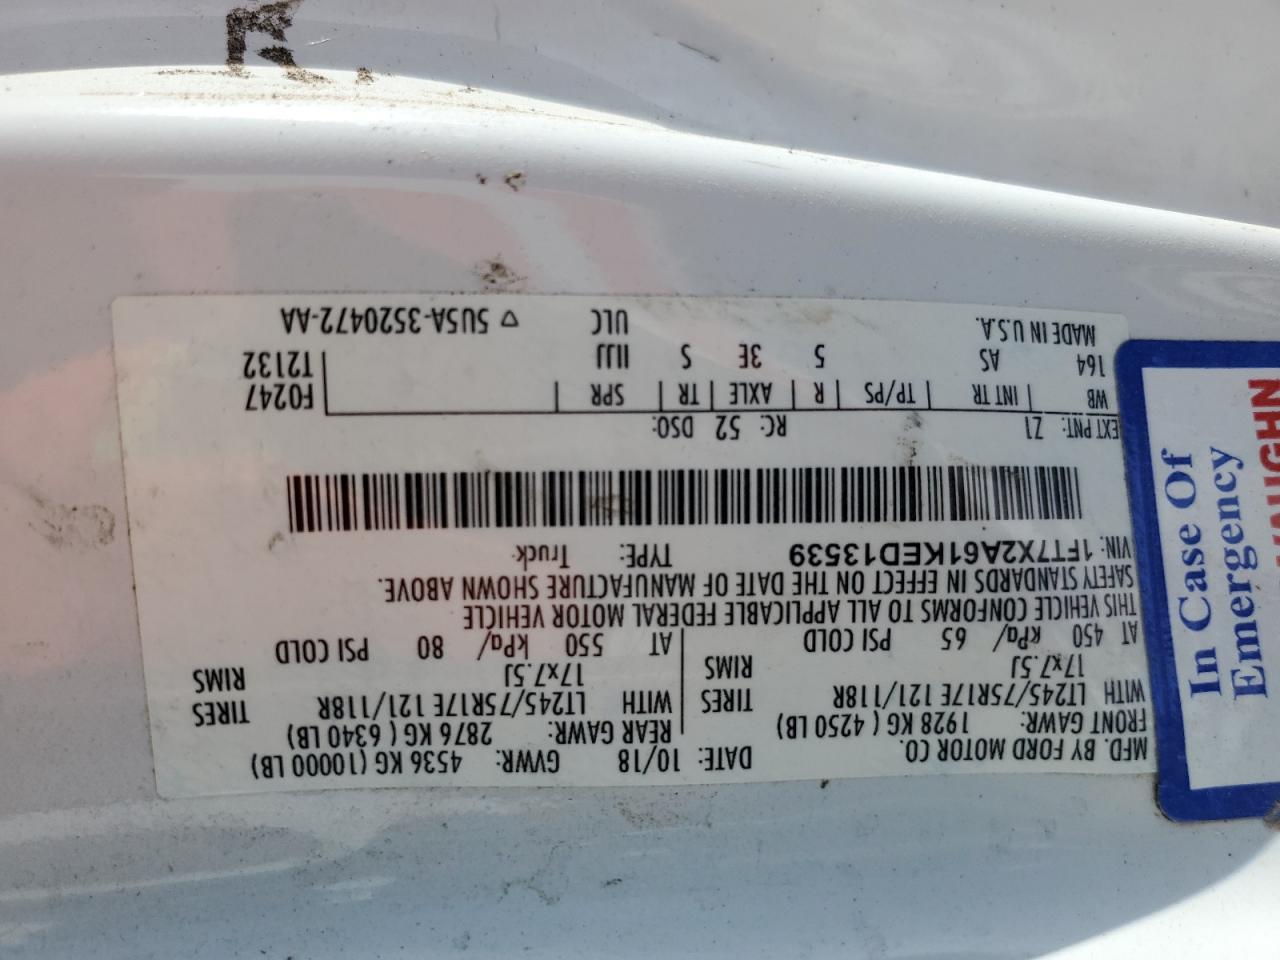 MFD. BY FORD MOTOR CO.
DATE: 10/18 GVWR: 4536 KG (10000 LB)
FRONT GAWR: 1928 KG (4250 LB) REAR GAWR: 2876 KG (6340 LB)
WITH LT245/75R17E 121/118R TIRES WITH LT245/75R17E 121/118R TIRES
17x7.5J RIMS 17x7.5J RIMS
AT 450 kPa/ 65 PSI COLD AT 550 kPa/ 80 PSI COLD
THIS VEHICLE CONFORMS TO ALL APPLICABLE FEDERAL MOTOR VEHICLE
SAFETY STANDARDS IN EFFECT ON THE DATE OF MANUFACTURE SHOWN ABOVE.
VIN: 1FT7X2A61KED13539 TYPE: Truck
EXT PNT: Z1 RC: 52 DSO:
WB INT TR TP/PS R AXLE TR SPR F0247
164 AS 5 3E S IIJJ T2132
MADE IN U.S.A. ULC ▽ 5U5A-3520472-AA
In Case Of
Emergency
VAUGHN